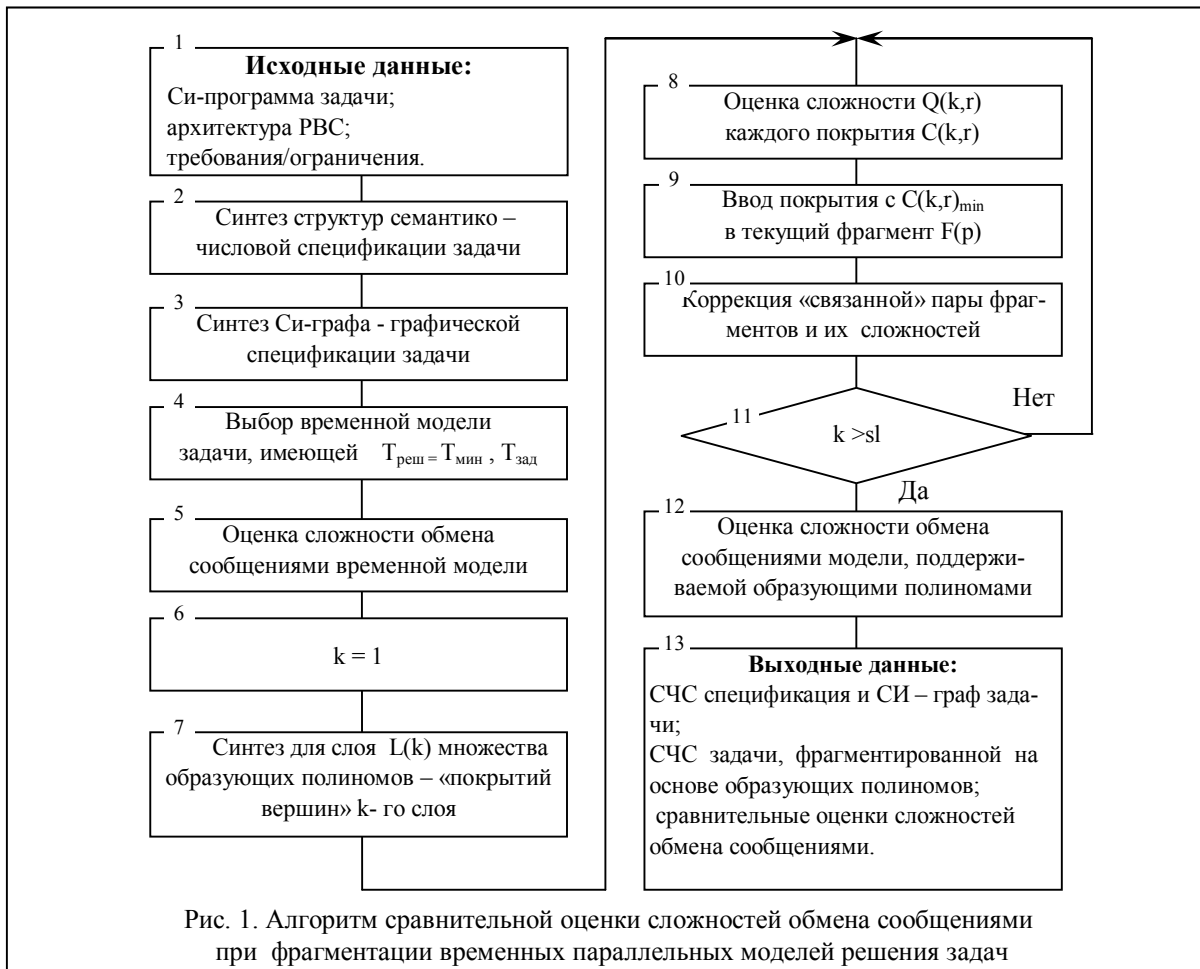 1
Исходные данные:
Си-программа задачи;
архитектура РВС;
требования/ограничения.
2
Синтез структур семантико –
числовой спецификации задачи
3
Синтез Си-графа - графической
спецификации задачи
4
Выбор временной модели
задачи, имеющей Tреш = Tмин , Tзад
5
Оценка сложности обмена
сообщениями временной модели
6
k = 1
7
Синтез для слоя L(k) множества
образующих полиномов – «покрытий
вершин» k- го слоя
8
Оценка сложности Q(k,r)
каждого покрытия C(k,r)
9
Ввод покрытия с C(k,r)min
в текущий фрагмент F(p)
10
Коррекция «связанной» пары фраг-
ментов и их сложностей
Нет
11
k >sl
Да
12
Оценка сложности обмена
сообщениями модели, поддержи-
ваемой образующими полиномами
13
Выходные данные:
СЧС спецификация и СИ – граф зада-
чи;
СЧС задачи, фрагментированной на
основе образующих полиномов;
сравнительные оценки сложностей
обмена сообщениями.
Рис. 1. Алгоритм сравнительной оценки сложностей обмена сообщениями
при фрагментации временных параллельных моделей решения задач